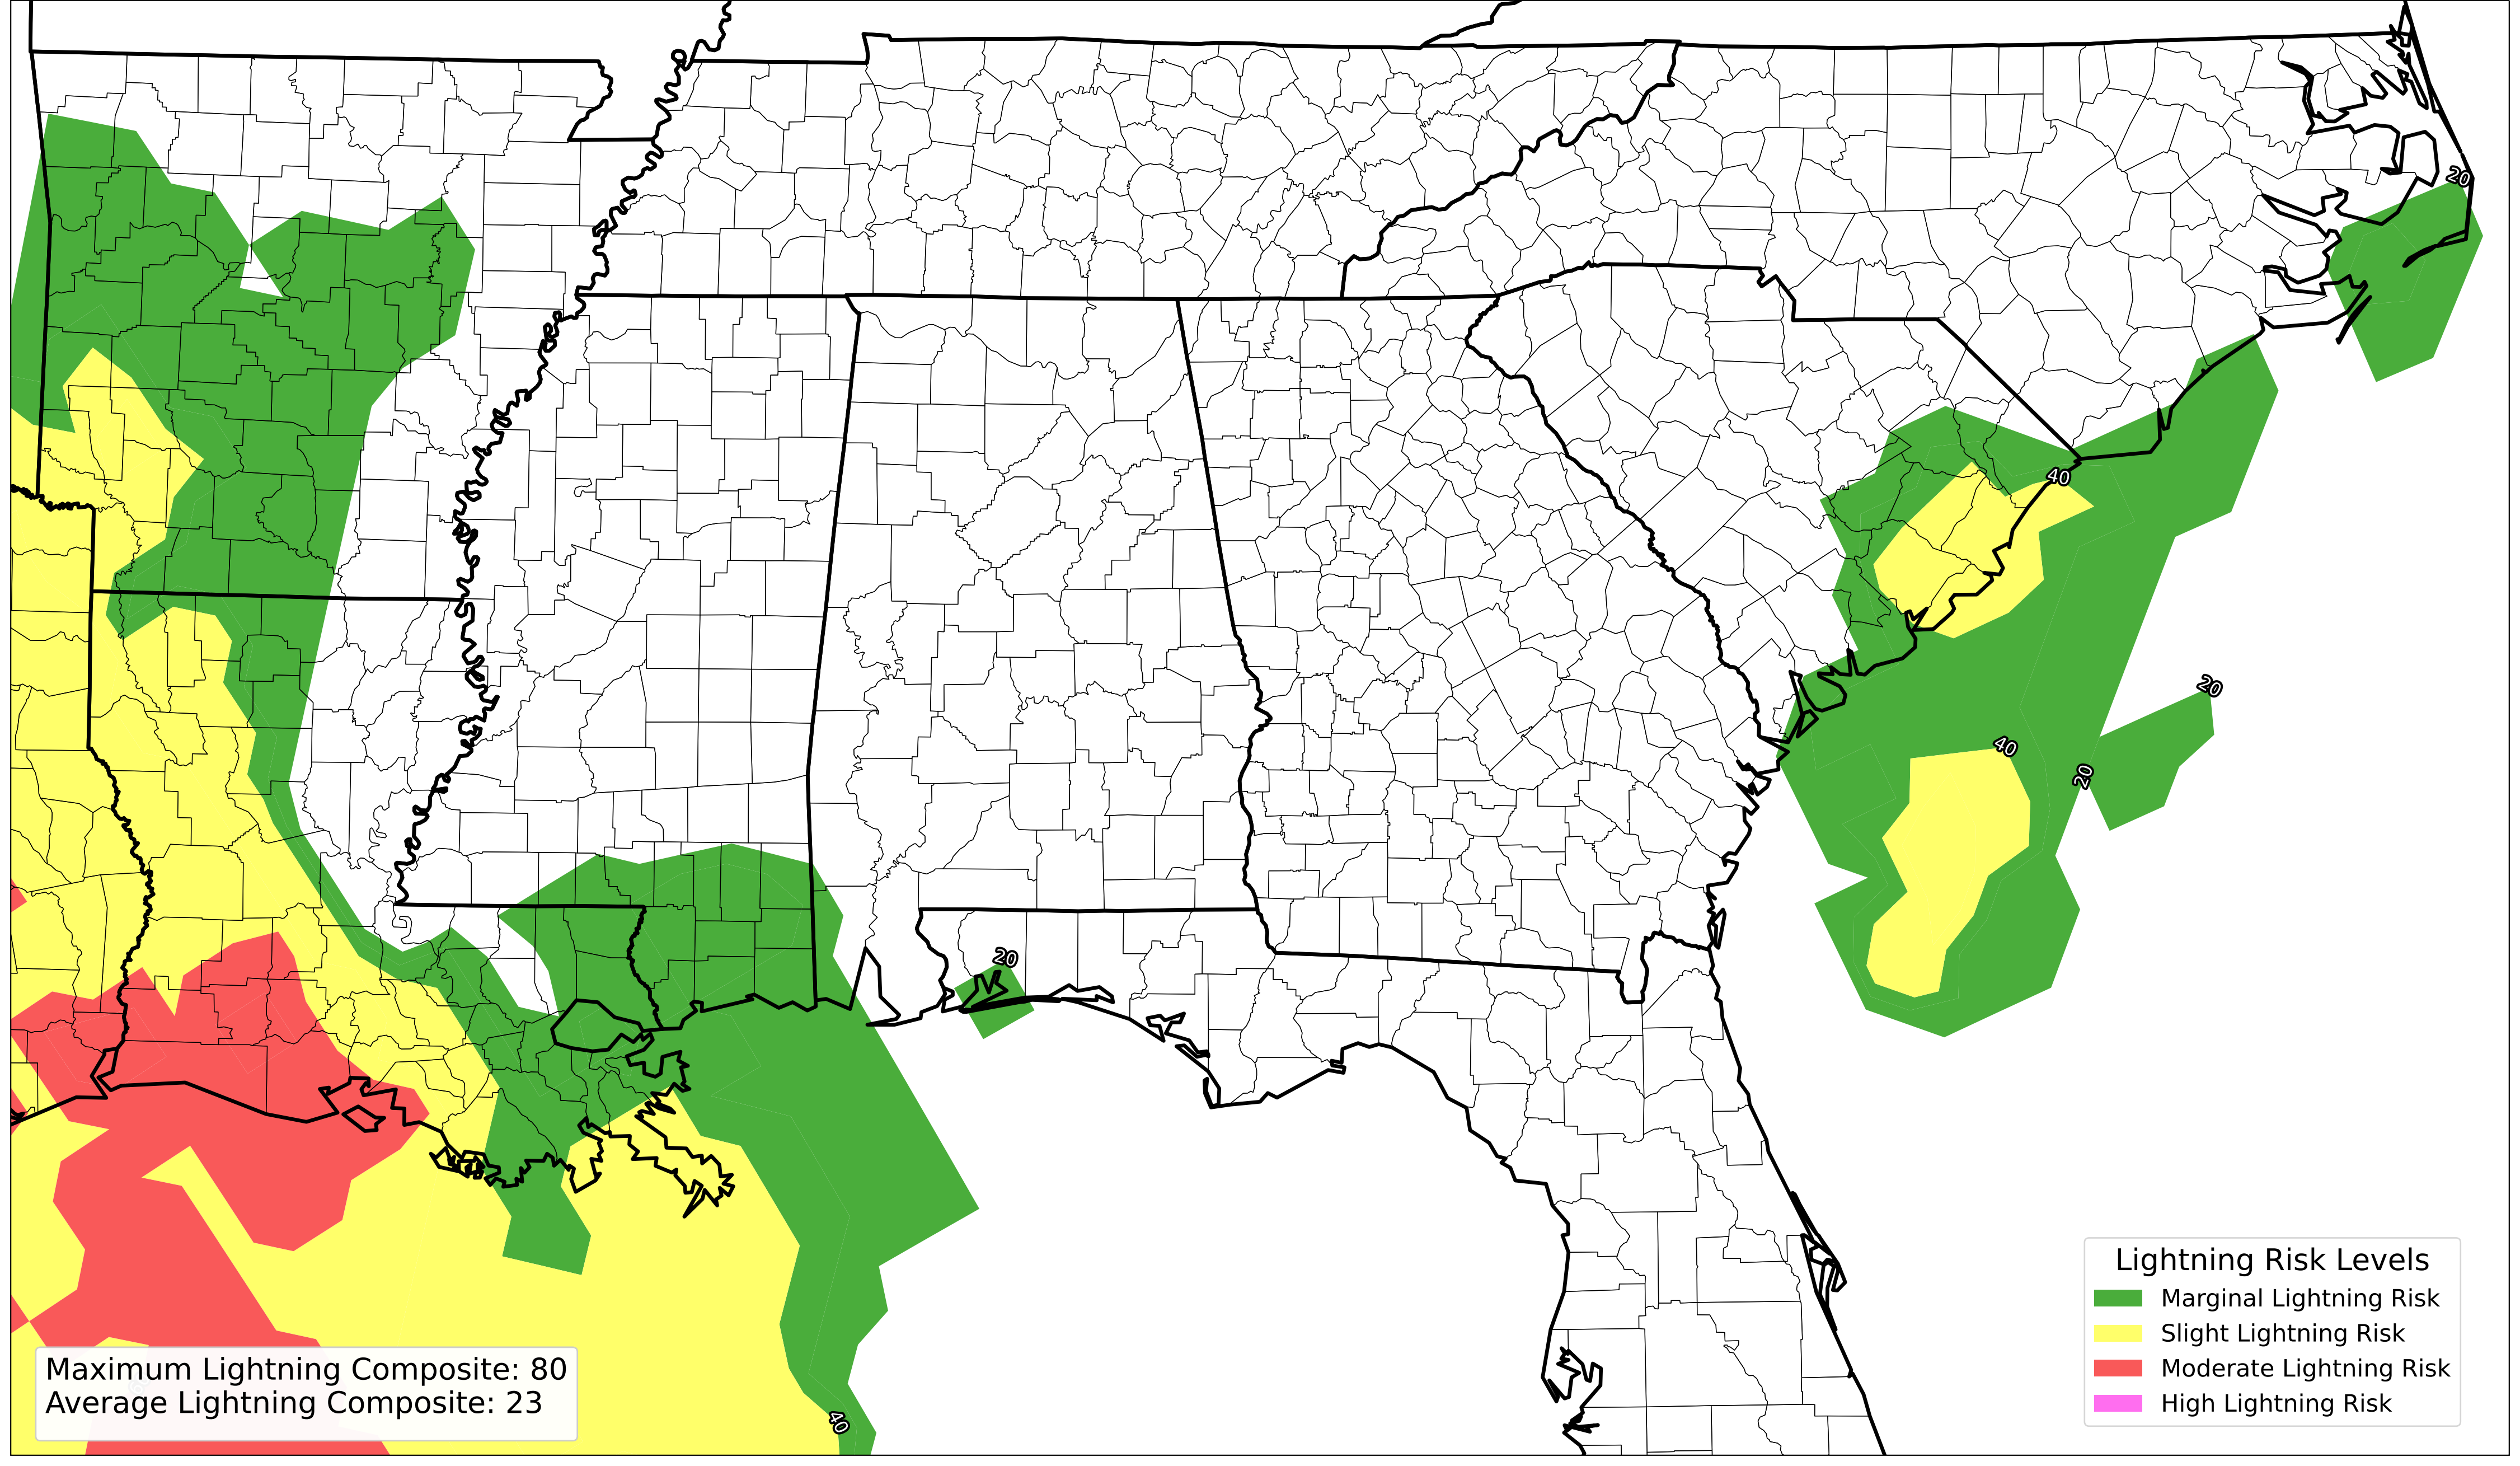 20
40
20
40
20
20
40
Maximum Lightning Composite: 80
Average Lightning Composite: 23
Lightning Risk Levels
Marginal Lightning Risk
Slight Lightning Risk
Moderate Lightning Risk
High Lightning Risk